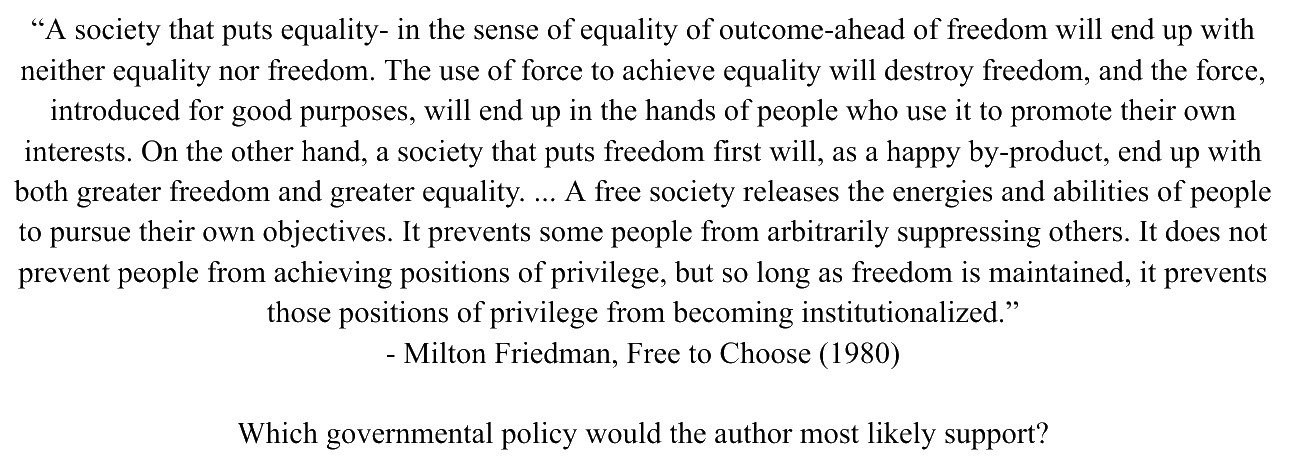 “A society that puts equality- in the sense of equality of outcome-ahead of freedom will end up with
neither equality nor freedom. The use of force to achieve equality will destroy freedom, and the force,
introduced for good purposes, will end up in the hands of people who use it to promote their own
interests. On the other hand, a society that puts freedom first will, as a happy by-product, end up with
both greater freedom and greater equality. ... A free society releases the energies and abilities of people
to pursue their own objectives. It prevents some people from arbitrarily suppressing others. It does not
prevent people from achieving positions of privilege, but so long as freedom is maintained, it prevents
those positions of privilege from becoming institutionalized.”
- Milton Friedman, Free to Choose (1980)
Which governmental policy would the author most likely support?